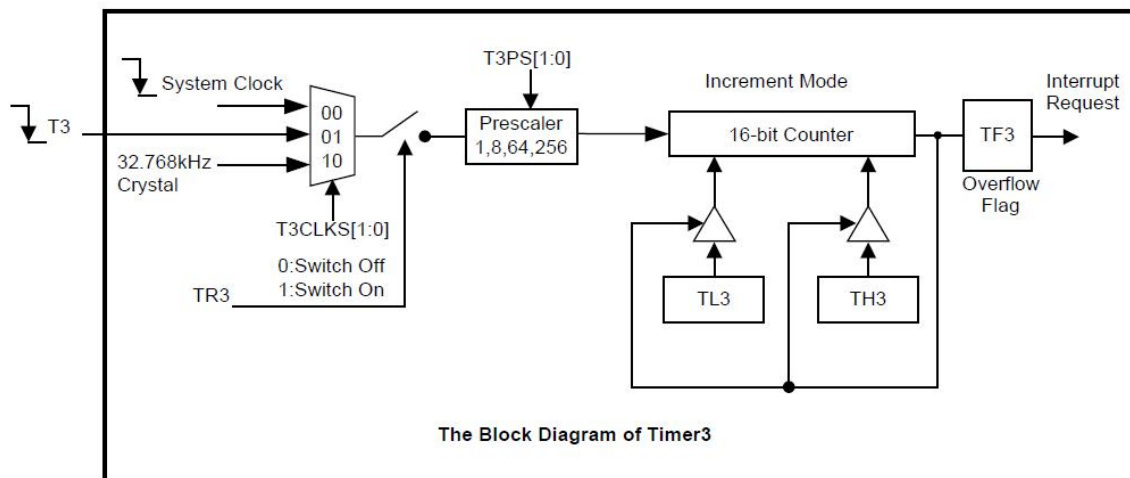 T3PS[1:0]
System Clock
Increment Mode
Interrupt
Request
T3
00
01
10
Prescaler
1,8,64,256
16-bit Counter
TF3
32.768kHz
Crystal
Overflow
Flag
T3CLKS[1:0]
0:Switch Off
1:Switch On
TR3
TL3
TH3
The Block Diagram of Timer3